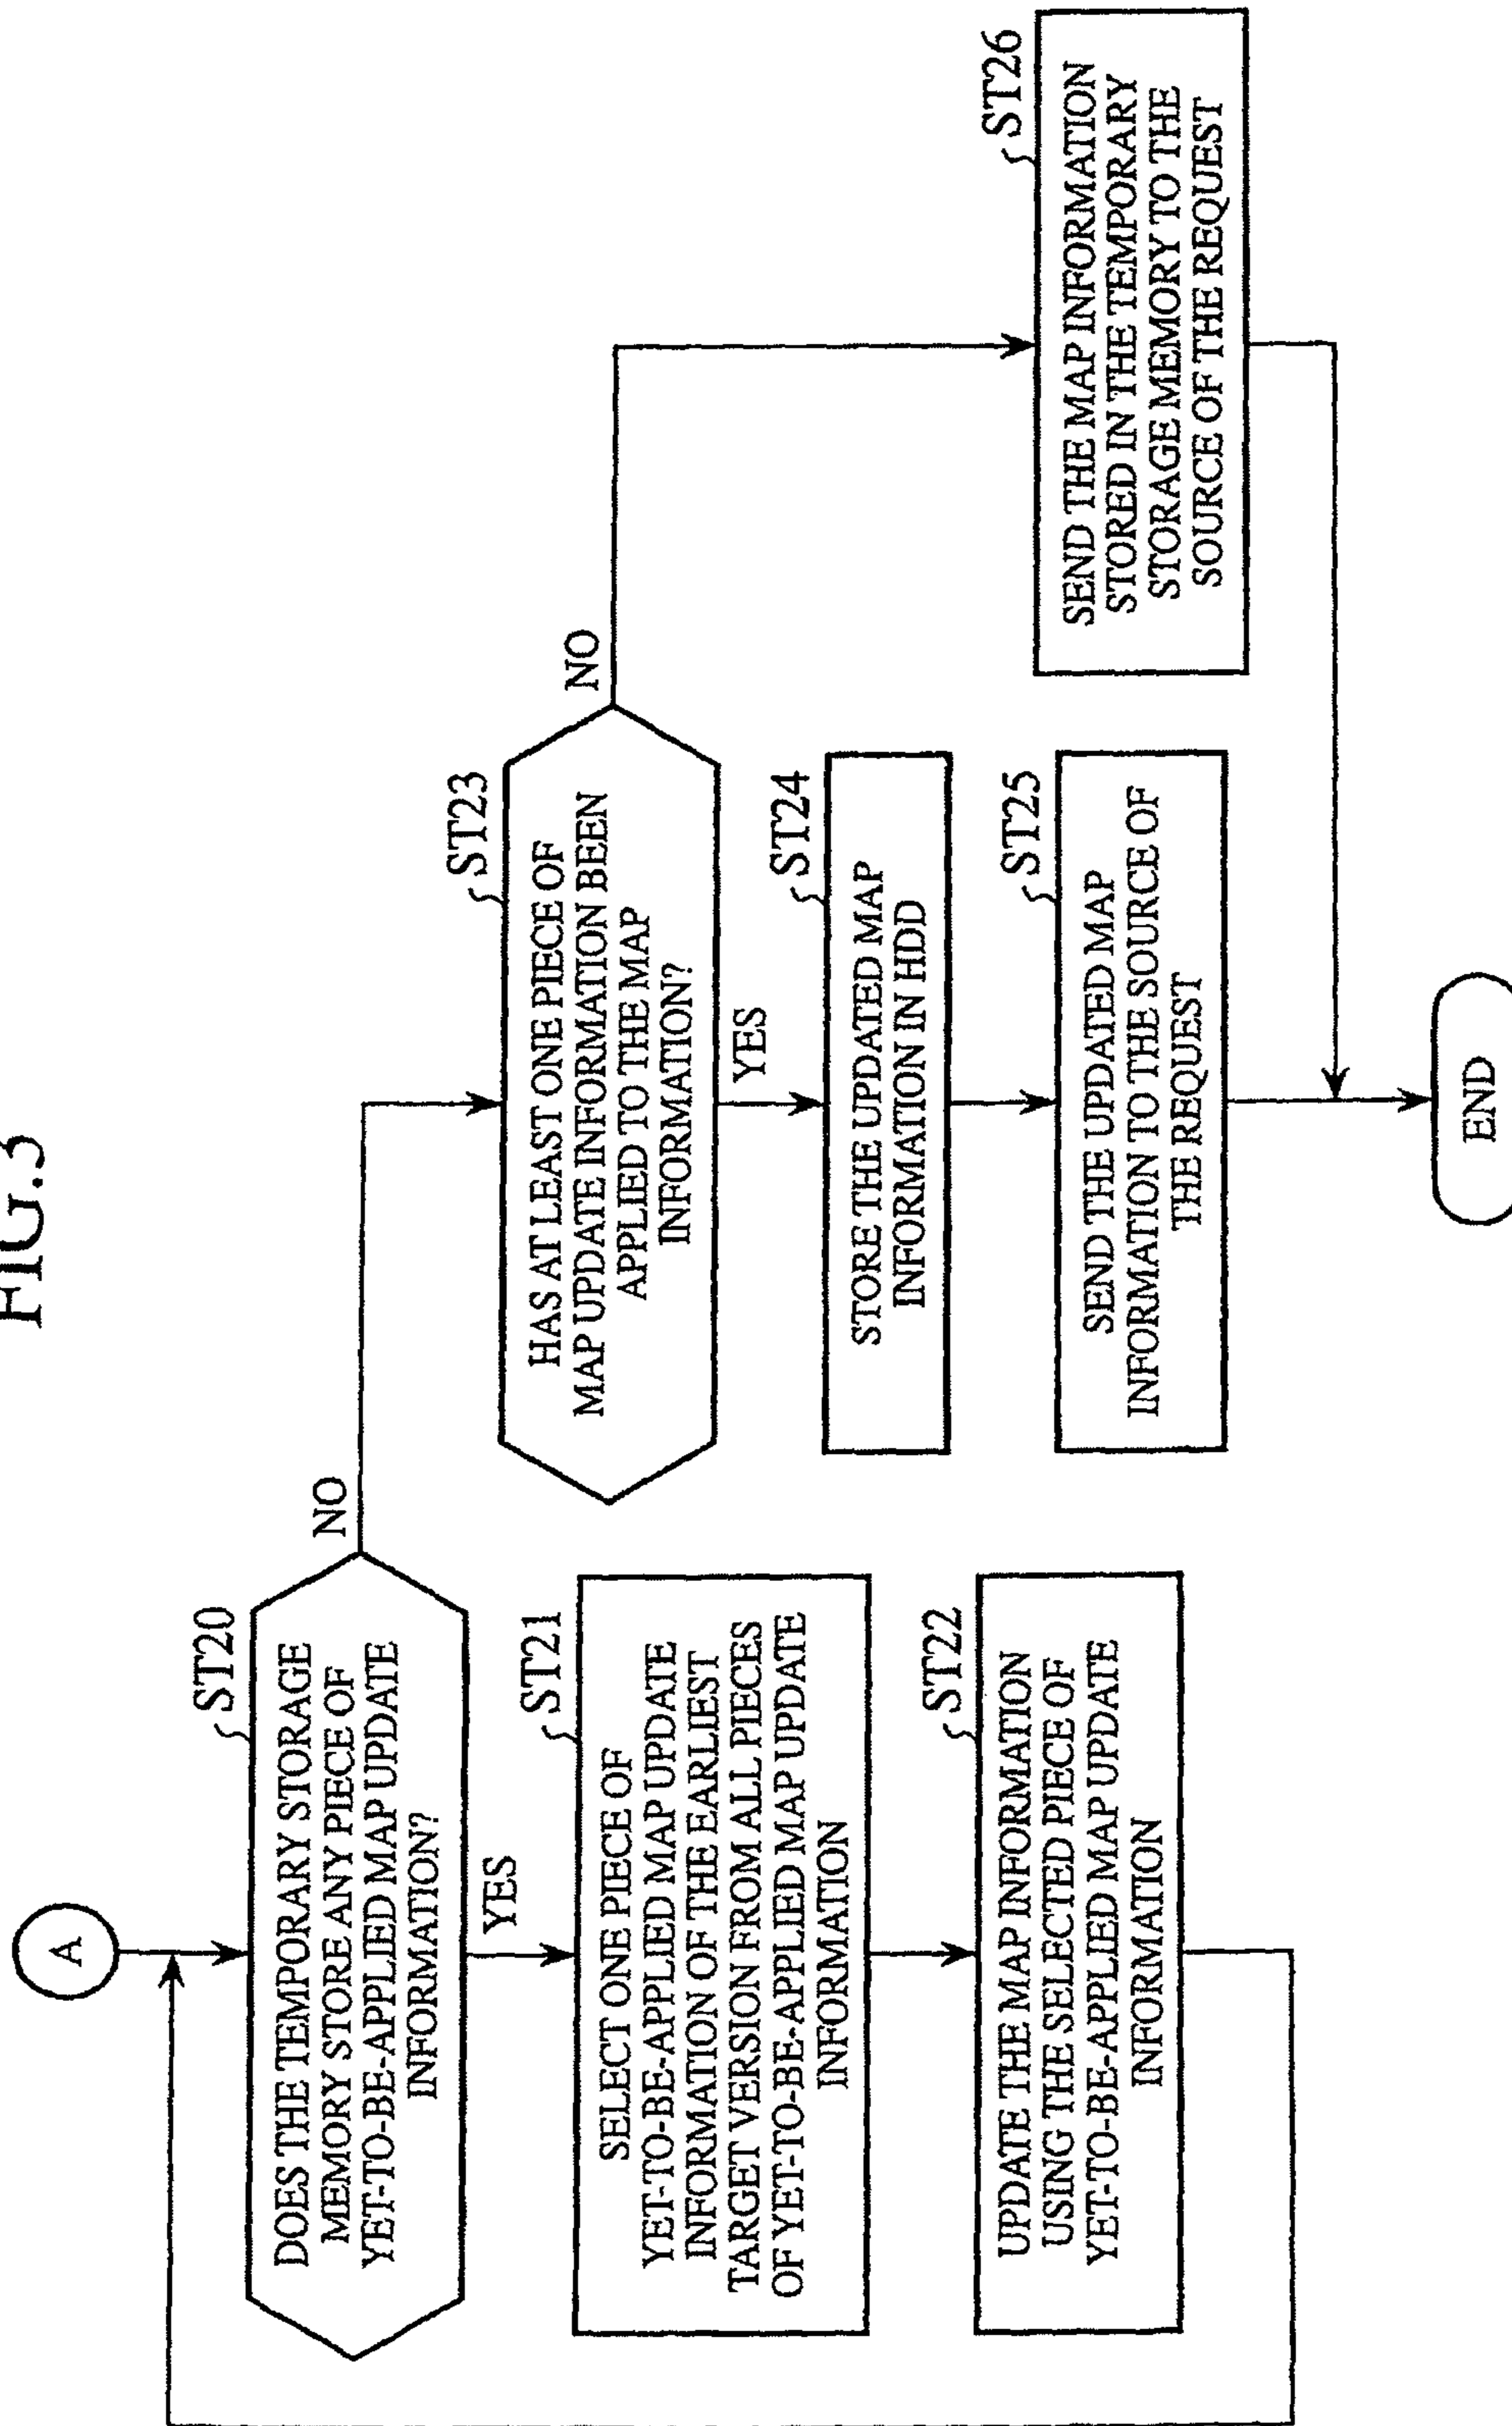 FIG.3
A
ST20
DOES THE TEMPORARY STORAGE
MEMORY STORE ANY PIECE OF
YET-TO-BE-APPLIED MAP UPDATE
INFORMATION?
NO
YES
ST21
SELECT ONE PIECE OF
YET-TO-BE-APPLIED MAP UPDATE
INFORMATION OF THE EARLIEST
TARGET VERSION FROM ALL PIECES
OF YET-TO-BE-APPLIED MAP UPDATE
INFORMATION
ST22
UPDATE THE MAP INFORMATION
USING THE SELECTED PIECE OF
YET-TO-BE-APPLIED MAP UPDATE
INFORMATION
ST23
HAS AT LEAST ONE PIECE OF
MAP UPDATE INFORMATION BEEN
APPLIED TO THE MAP
INFORMATION?
NO
YES
ST24
STORE THE UPDATED MAP
INFORMATION IN HDD
ST25
SEND THE UPDATED MAP
INFORMATION TO THE SOURCE OF
THE REQUEST
ST26
SEND THE MAP INFORMATION
STORED IN THE TEMPORARY
STORAGE MEMORY TO THE
SOURCE OF THE REQUEST
END